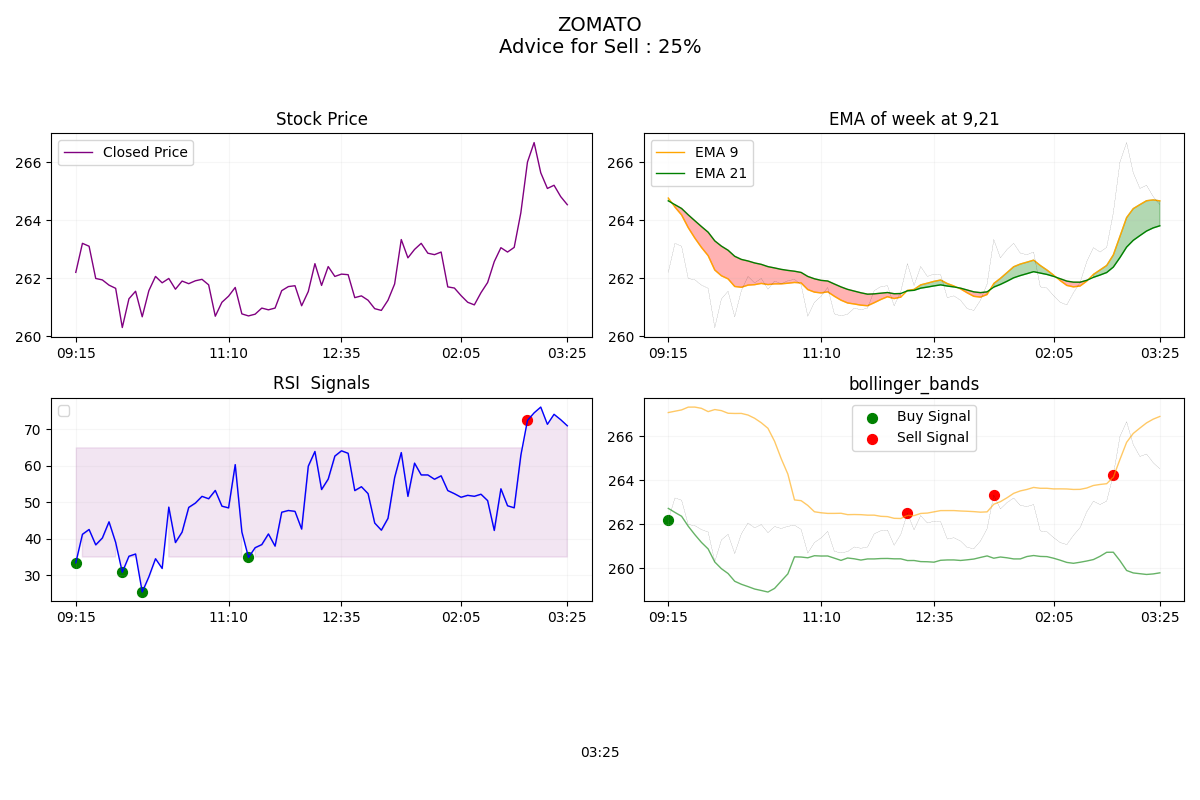 ZOMATO
Advice for Sell : 25%
Stock Price
Closed Price
266
264
262
260
09:15 11:10 12:35 02:05 03:25
EMA of week at 9,21
EMA 9
EMA 21
266
264
262
260
09:15 11:10 12:35 02:05 03:25
RSI  Signals
70
60
50
40
30
09:15 11:10 12:35 02:05 03:25
bollinger_bands
Buy Signal
Sell Signal
266
264
262
260
09:15 11:10 12:35 02:05 03:25
03:25